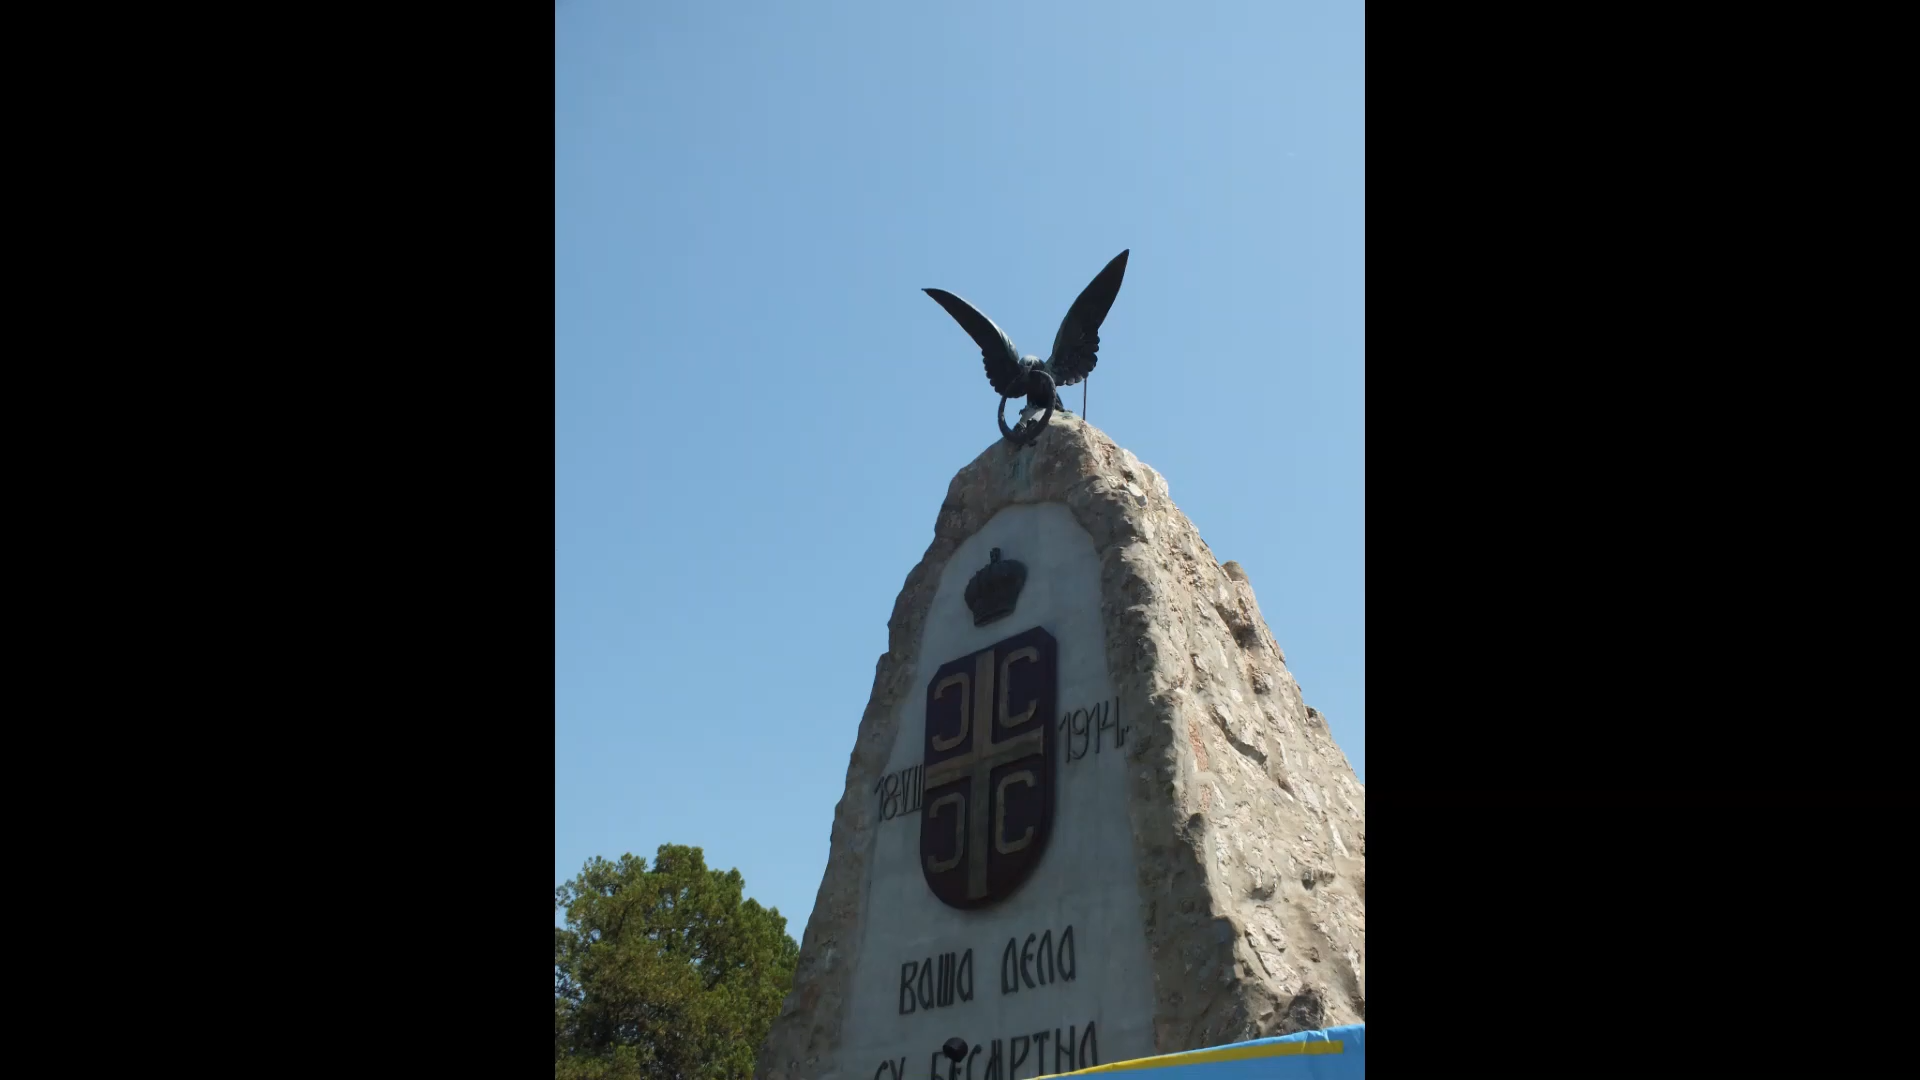 С С
18-VII 1914.
С С
ВАША ДЕЛА
СУ БЕСМРТНА